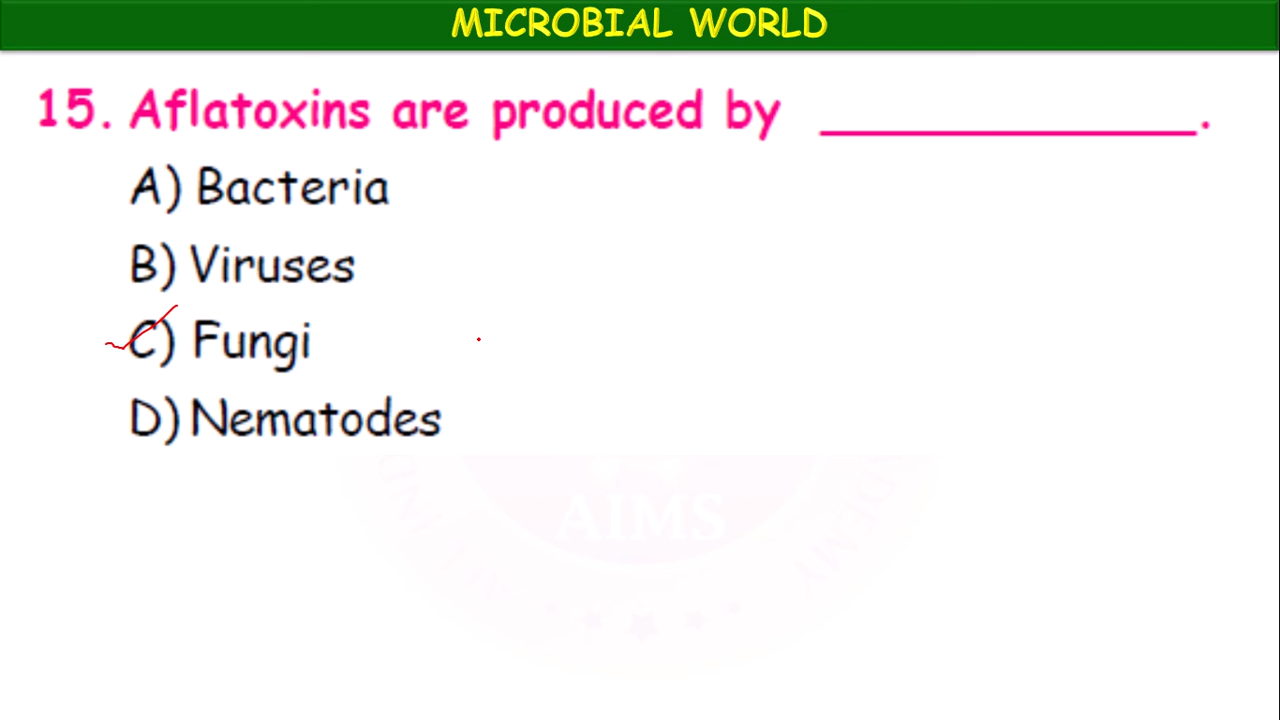 MICROBIAL WORLD
15. Aflatoxins are produced by ____________.
A) Bacteria
B) Viruses
C) Fungi
D) Nematodes
AIMS